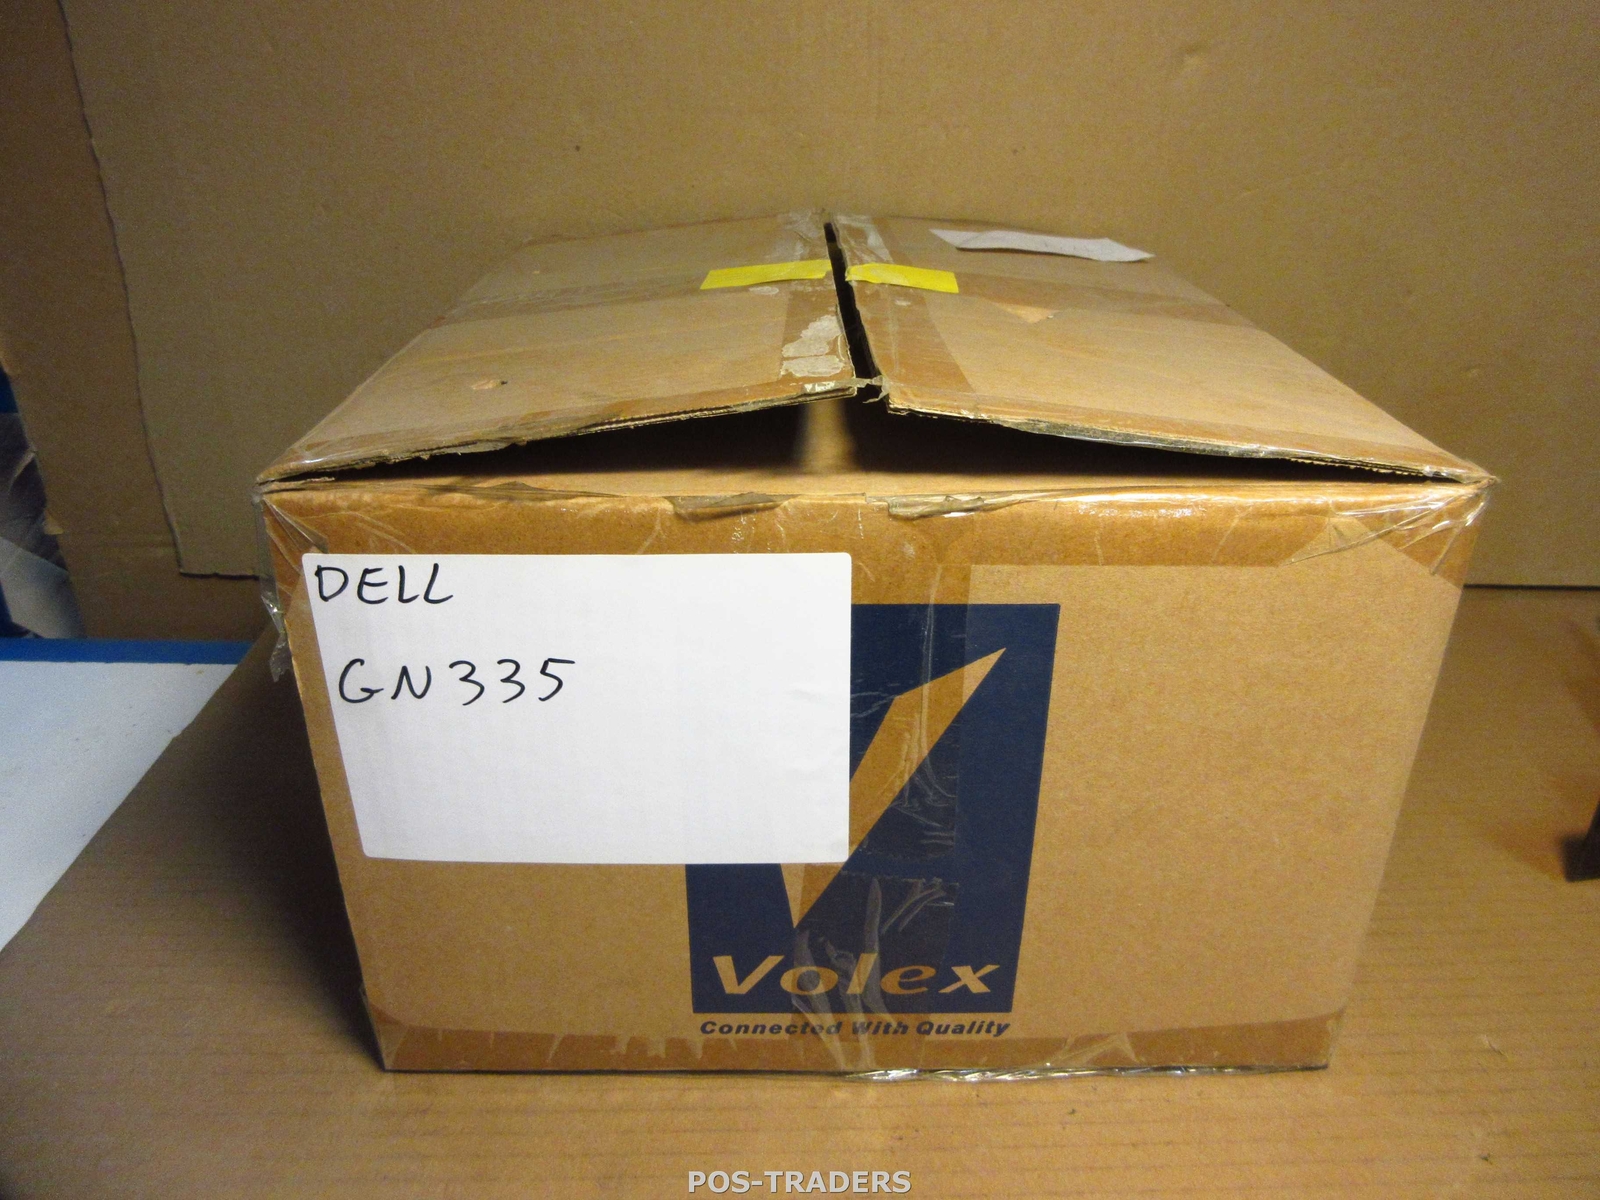 DELL
GN335
Volex
Connected With Quality
POS-TRADERS